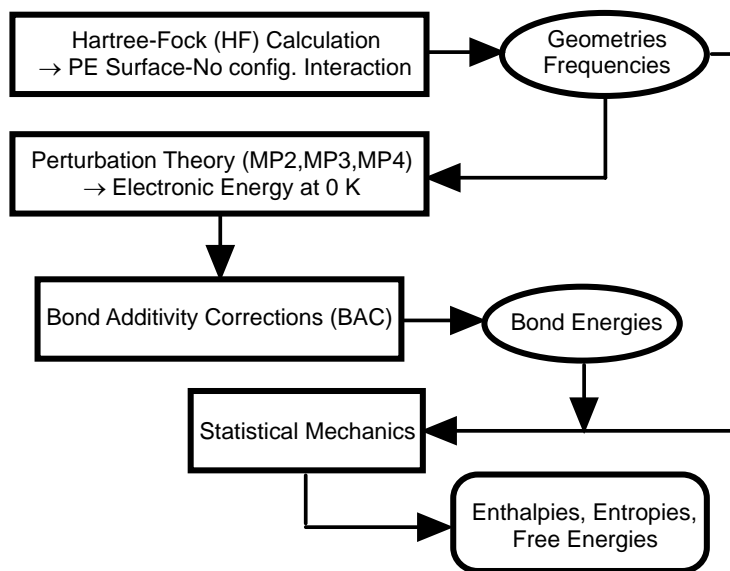 Hartree-Fock (HF) Calculation
→ PE Surface-No config. Interaction
Geometries
Frequencies
Perturbation Theory (MP2,MP3,MP4)
→ Electronic Energy at 0 K
Bond Additivity Corrections (BAC)
Bond Energies
Statistical Mechanics
Enthalpies, Entropies,
Free Energies